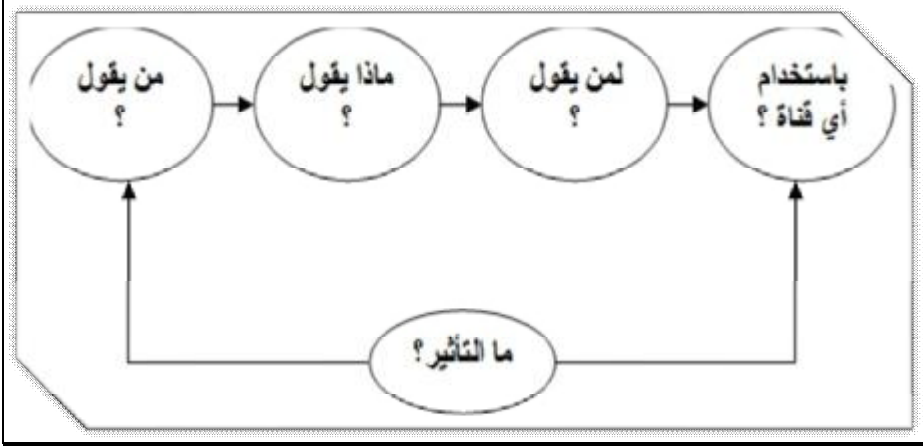 من يقول
؟
ماذا يقول
؟
لمن يقول
؟
باستخدام
أي قناة ؟
ما التأثير؟